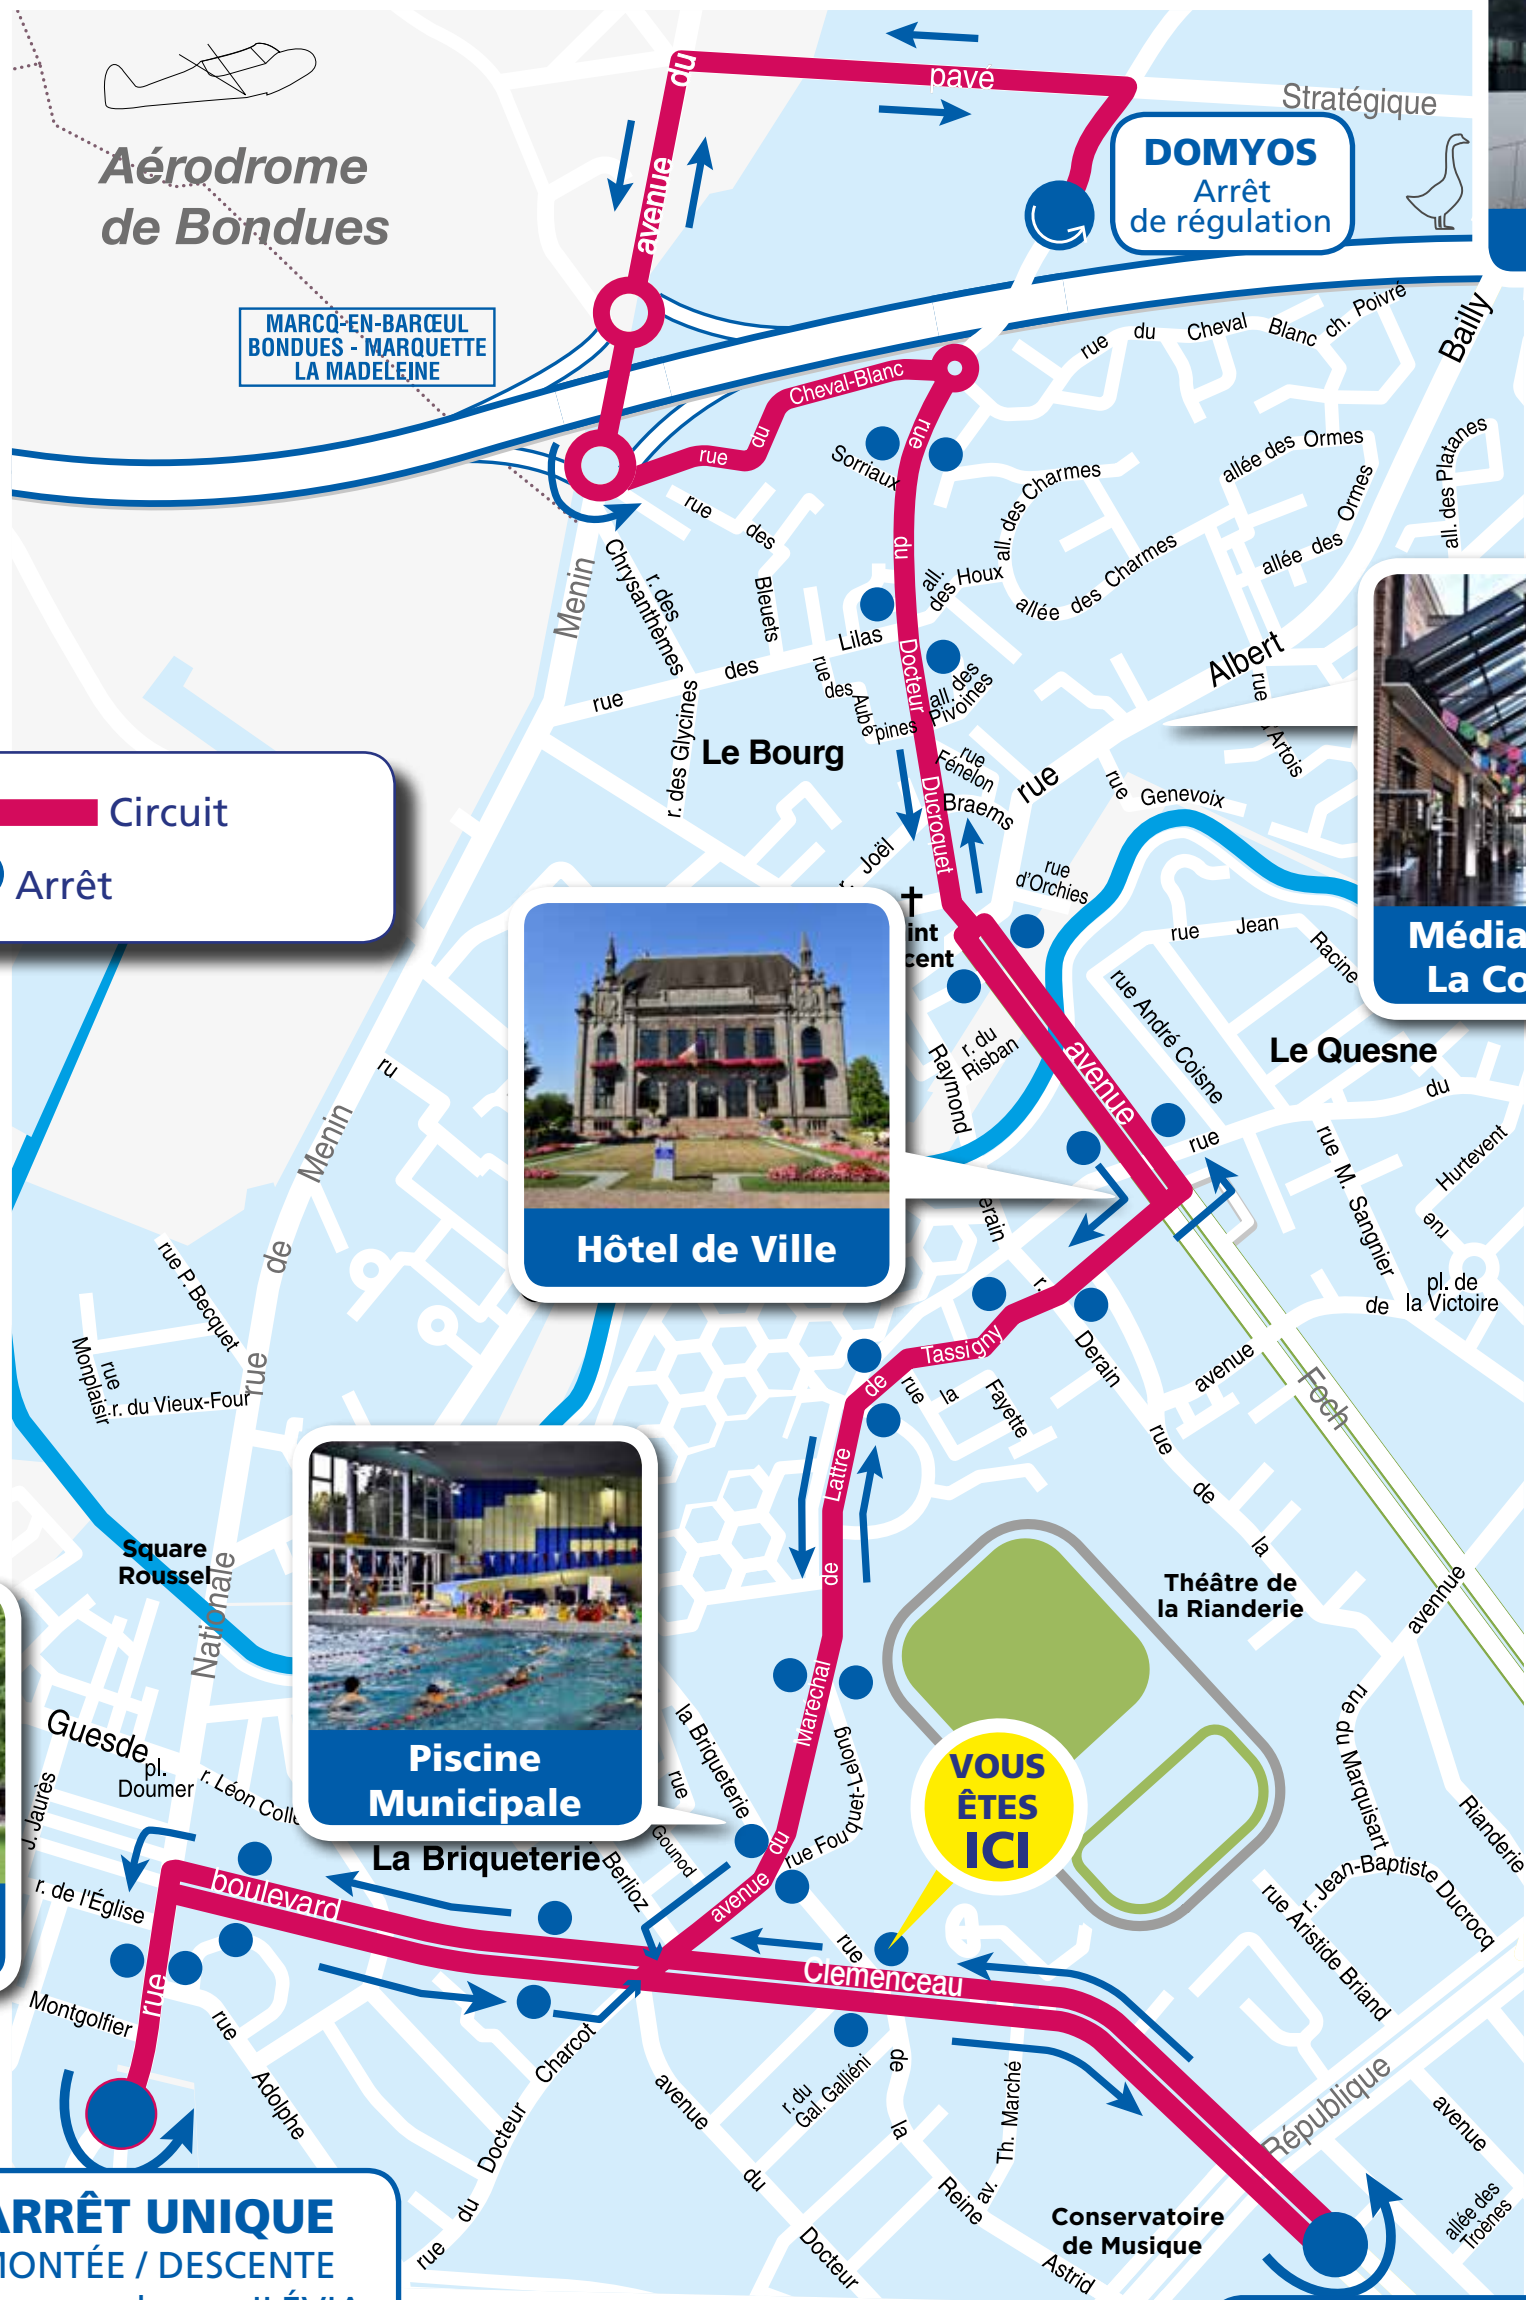 du
pavé
Stratégique
avenue
DOMYOS
Arrêt
de régulation
Aérodrome
de Bondues
MARCQ-EN-BARŒUL
BONDUES - MARQUETTE
LA MADELEINE
rue du Cheval Blanc
ch. Poivré
Bailly
rue du Cheval-Blanc
rue du Docteur Ducroquet
Sorriaux
all. des Charmes
allée des Ormes
allée des Ormes
all. des Platanes
allée des Charmes
all.
des Houx
Menin
rue des Bleuets
r. des
Chrysanthèmes
rue des Lilas
r. des Glycines
rue des Aubépines
all. des
Pivoines
Albert
rue
Artois
Le Bourg
rue
Fénelon
Braems
rue
rue Genevoix
Circuit
Arrêt
Joël
rue
d'Orchies
rue Jean Racine
Média
La Co
int
cent
rue André Coisne
Le Quesne
r. du
Risban
Raymond
avenue
ru
Hôtel de Ville
rue
du
rue M. Sangnier
Hurtevent
rue
pl. de
la Victoire
de
erain
r.
Derain
rue de Menin
rue P. Becquet
rue
Monplaisir
r. du Vieux-Four
Tassigny
de
rue la Fayette
avenue
Foch
Lattre
de
rue de la
avennue
Square
Roussel
Nationale
Théâtre de
la Rianderie
Maréchal
rue du Marquisart
Rianderie
Piscine
Municipale
la Briqueterie
rue
Gounod
Berlioz
La Briqueterie
rue Fouquet-Lelong
du
avenue
VOUS
ÊTES
ICI
Guesde
pl.
Doumer
r. Léon Colle
J. Jaurès
r. de l'Église
boulevard
Clemenceau
r. Jean-Baptiste Ducrocq
rue Aristide Briand
Montgolfier
rue
rue Adolphe
rue du Docteur Charcot
avenue du Docteur
r. du
Gal. Galliéni
rue de la Reine Astrid
av. Th. Marché
République
avenue
allée des
Troènes
Conservatoire
de Musique
ARRÊT UNIQUE
MONTÉE / DESCENTE